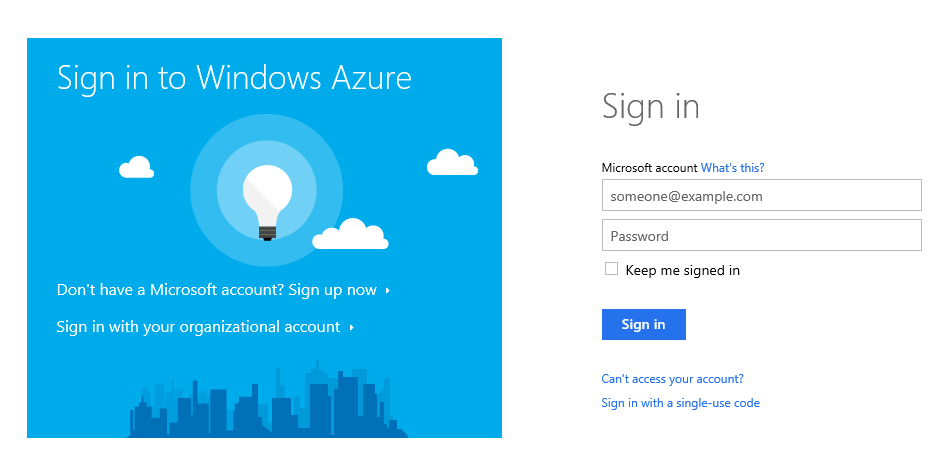 Sign in to Windows Azure
Don't have a Microsoft account? Sign up now
Sign in with your organizational account
Sign in
Microsoft account What's this?
someone@example.com
Password
Keep me signed in
Sign in
Can't access your account?
Sign in with a single-use code